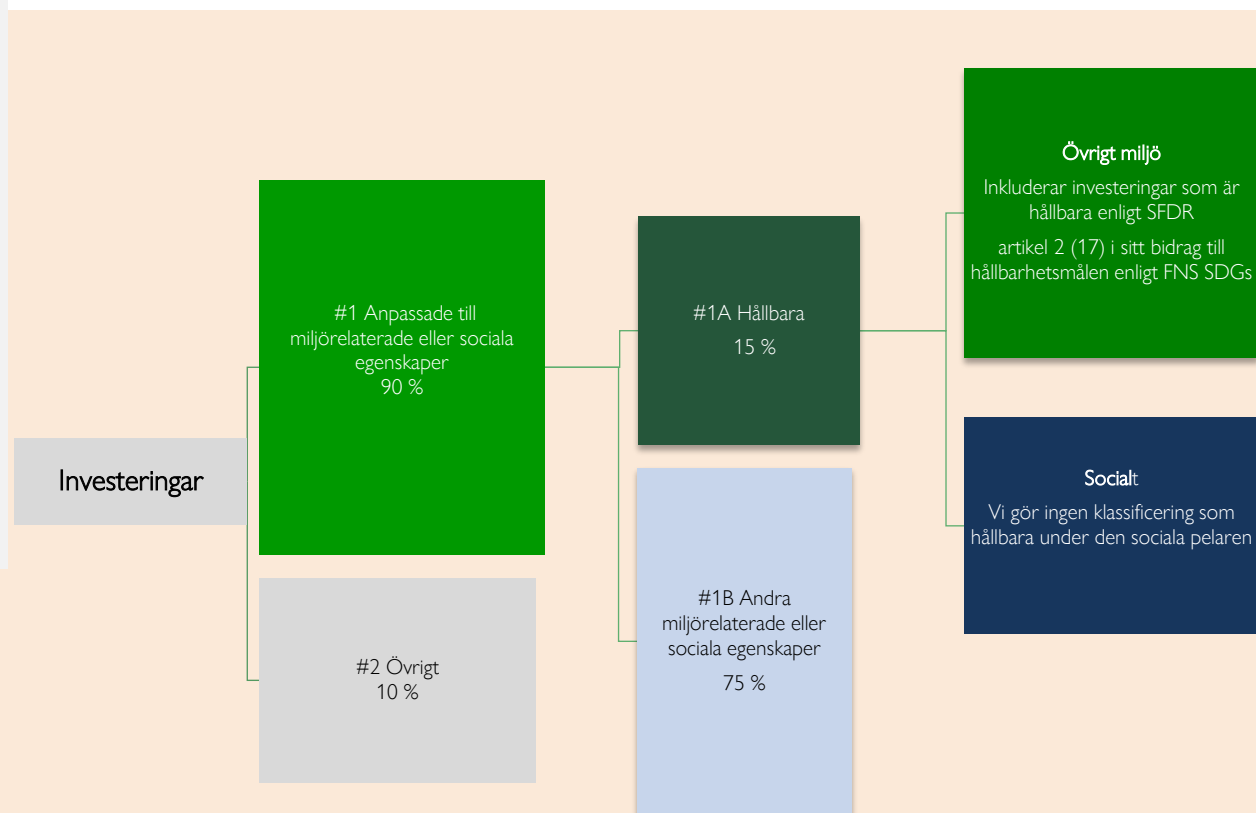 Investeringar
#1 Anpassade till
miljörelaterade eller sociala
egenskaper
90 %
#2 Övrigt
10 %
#1A Hållbara
15 %
#1B Andra
miljörelaterade eller
sociala egenskaper
75 %
Övrigt miljö
Inkluderar investeringar som är
hållbara enligt SFDR
artikel 2 (17) i sitt bidrag till
hållbarhetsmålen enligt FNS SDGs
Socialt
Vi gör ingen klassificering som
hållbara under den sociala pelaren